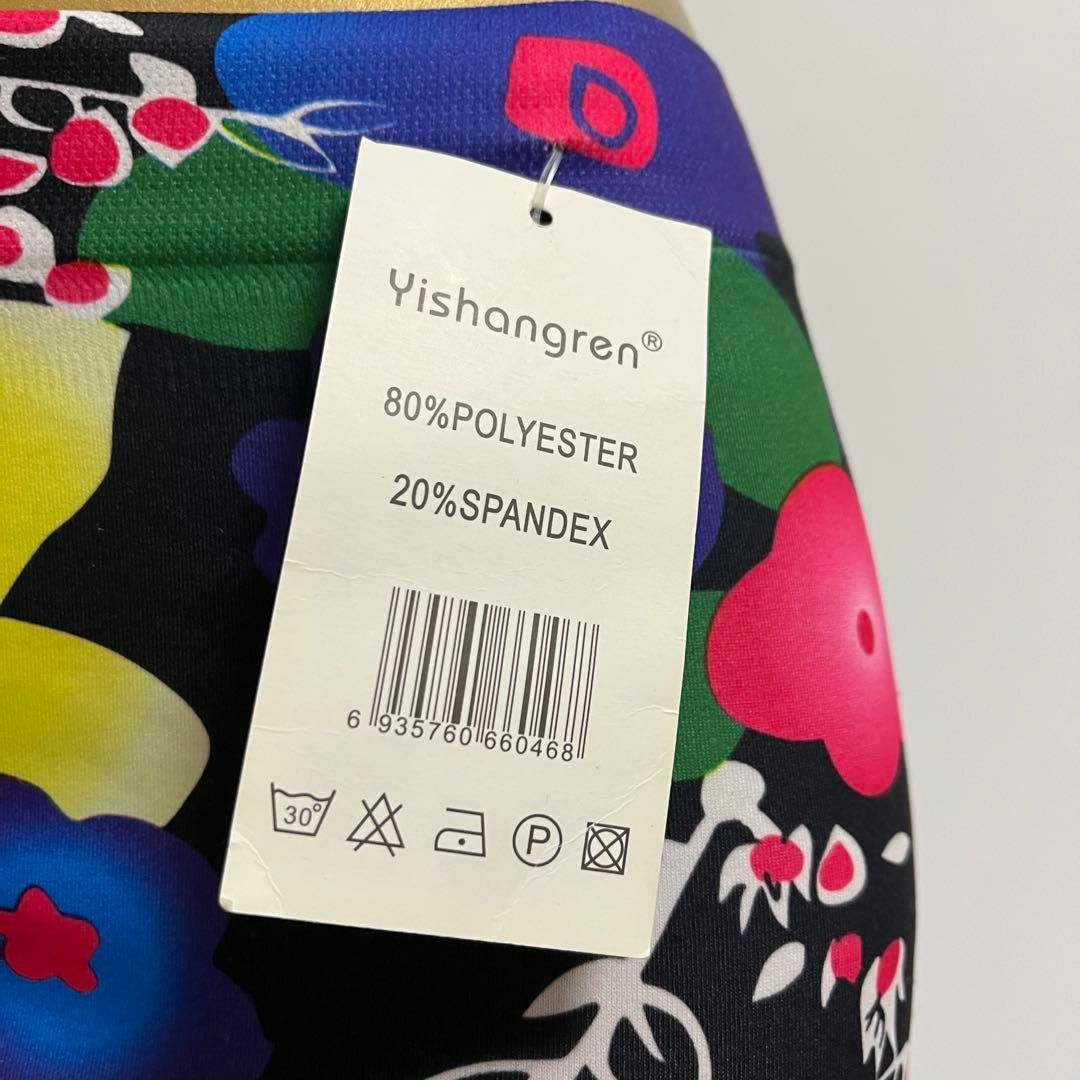 Yishangren®
80%POLYESTER
20%SPANDEX
6 935760 660468
30° P